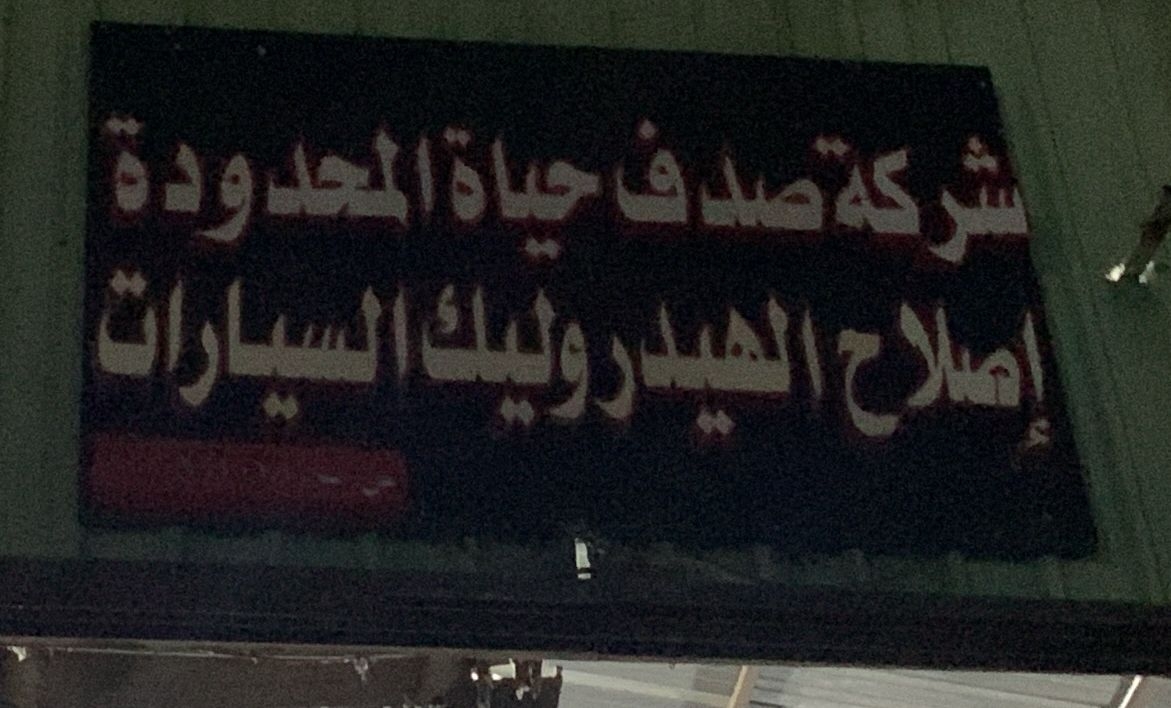 شركة صدف حياة المحدودة
إصلاح الهيدروليك السيارات